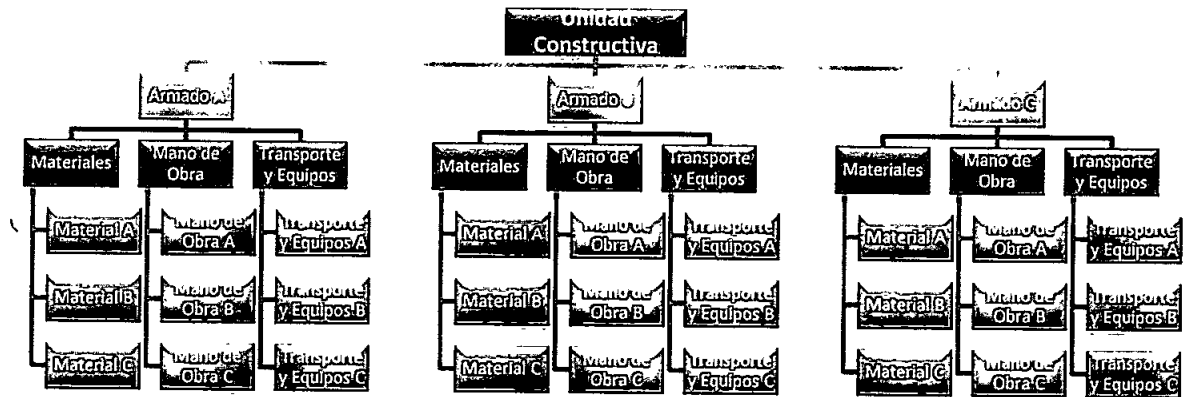 Unidad
Constructiva
Armado A
Armado
Armado C
Materiales
Mano de
Obra
Transporte
y Equipos
Materiales
Mano de
Obra
Transporte
y Equipos
Materiales
Mano de
Obra
Transporte
y Equipos
Material A
Mano de
Obra A
Transporte
y Equipos A
Material A
Mano de
Obra A
Transporte
y Equipos A
Material A
Mano de
Obra A
Transporte
y Equipos A
Material B
Mano de
Obra B
Transporte
y Equipos B
Material B
Mano de
Obra B
Transporte
y Equipos B
Material B
Mano de
Obra B
Transporte
y Equipos B
Material C
Mano de
Obra C
Transporte
y Equipos C
Material C
Mano de
Obra C
Transporte
y Equipos C
Material C
Mano de
Obra C
Transporte
y Equipos C